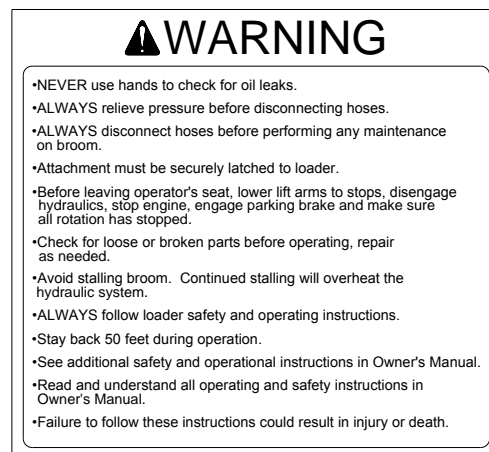 WARNING
•NEVER use hands to check for oil leaks.
•ALWAYS relieve pressure before disconnecting hoses.
•ALWAYS disconnect hoses before performing any maintenance
on broom.
•Attachment must be securely latched to loader.
•Before leaving operator's seat, lower lift arms to stops, disengage
hydraulics, stop engine, engage parking brake and make sure
all rotation has stopped.
•Check for loose or broken parts before operating, repair
as needed.
•Avoid stalling broom.  Continued stalling will overheat the
hydraulic system.
•ALWAYS follow loader safety and operating instructions.
•Stay back 50 feet during operation.
•See additional safety and operational instructions in Owner's Manual.
•Read and understand all operating and safety instructions in
Owner's Manual.
•Failure to follow these instructions could result in injury or death.